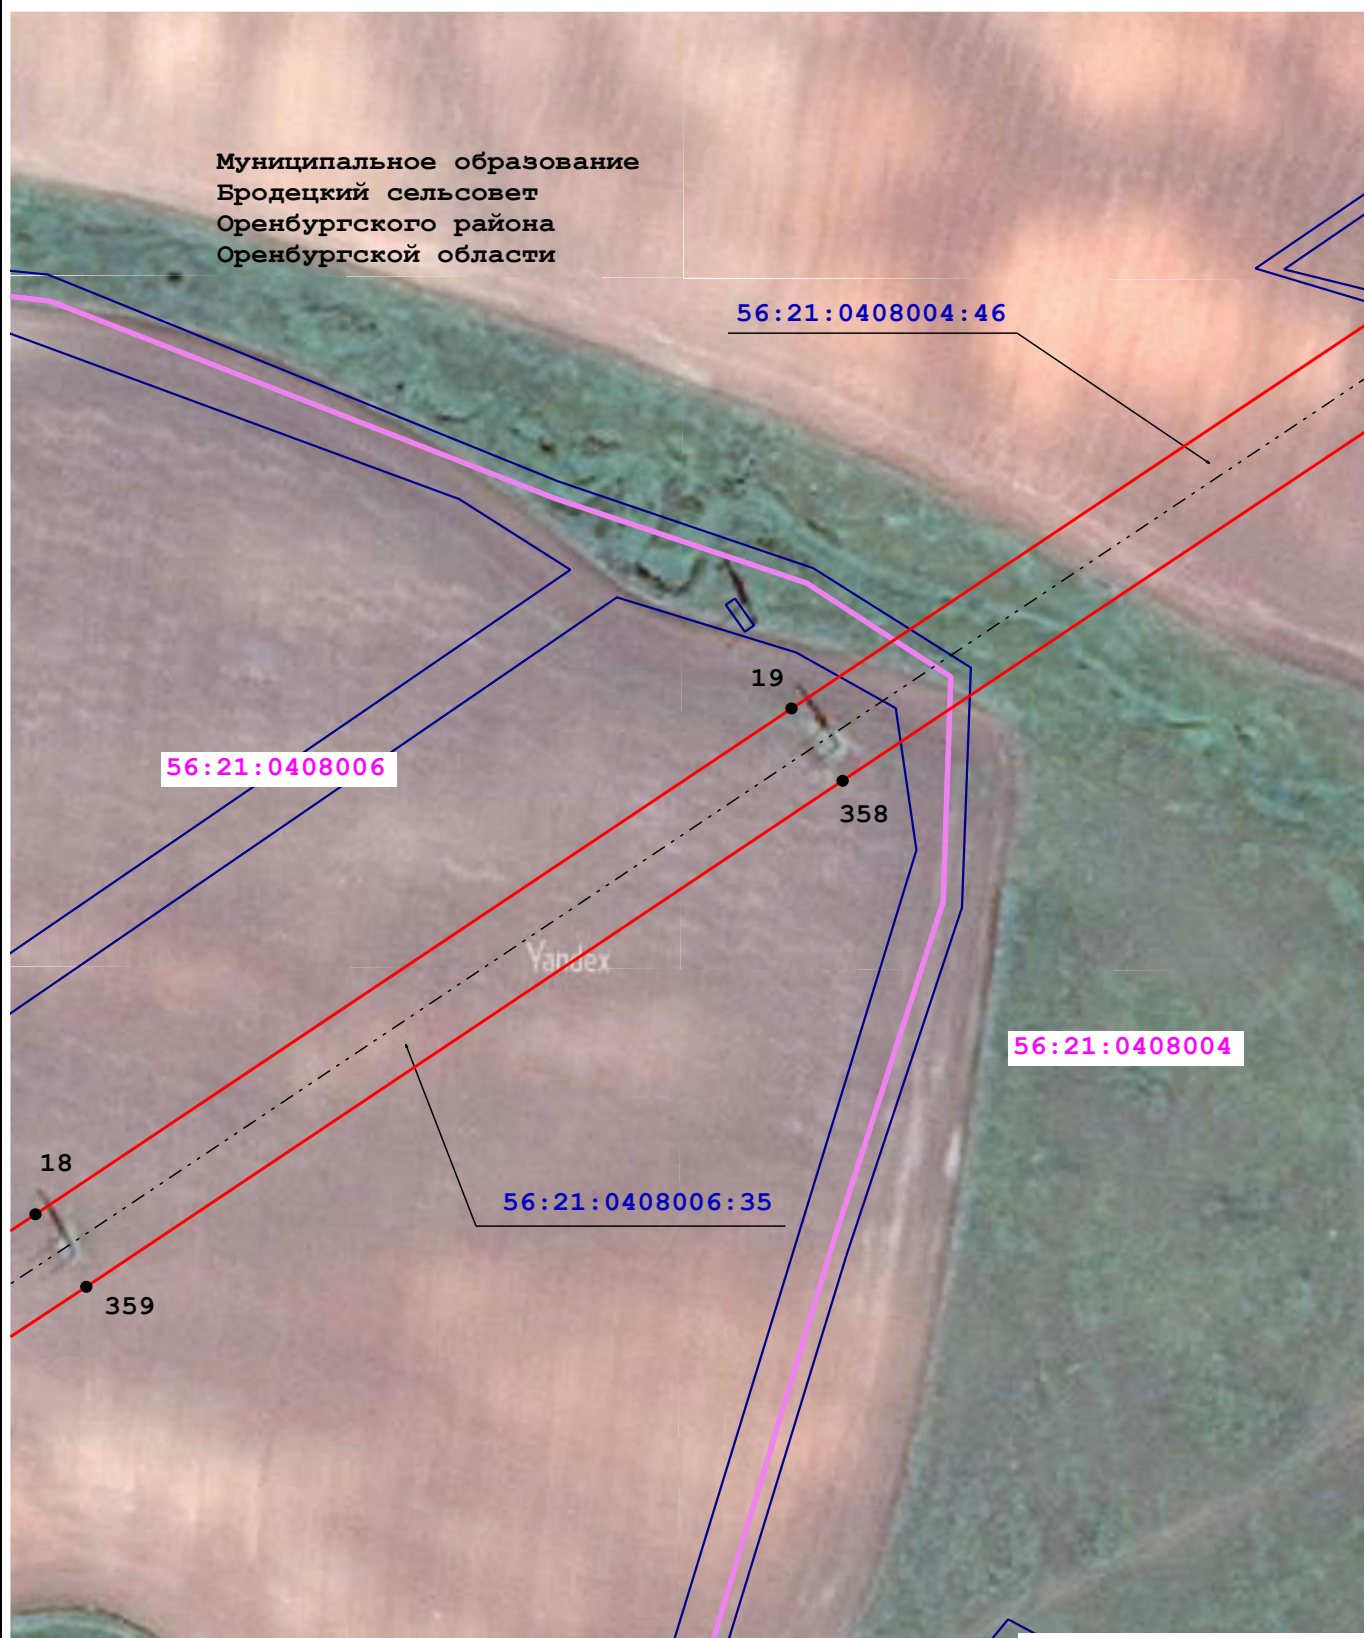 Муниципальное образование
Бродецкий сельсовет
Оренбургского района
Оренбургской области
56:21:0408004:46
19
56:21:0408006
358
Yandex
56:21:0408004
18
56:21:0408006:35
359